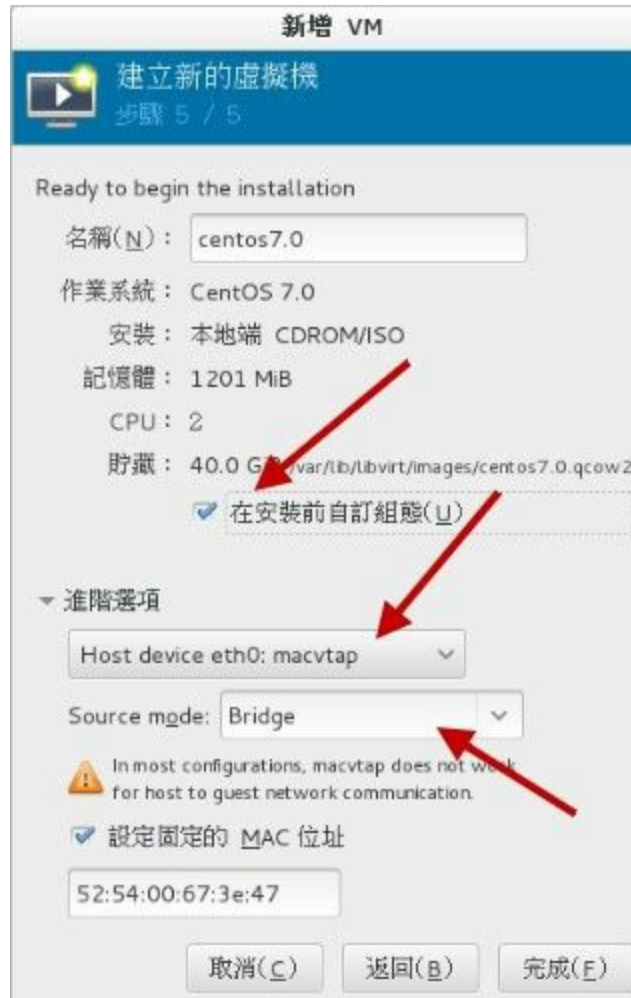 新增 VM
建立新的虛擬機
步驟 5 / 5
Ready to begin the installation
名稱(N)： centos7.0
作業系統： CentOS 7.0
安裝： 本地端 CDROM/ISO
記憶體： 1201 MiB
CPU： 2
貯藏： 40.0 /var/lib/libvirt/images/centos7.0.qcow2
在安裝前自訂組態(U)
進階選項
Host device eth0: macvtap
Source mode: Bridge
In most configurations, macvtap does not work
for host to guest network communication.
設定固定的 MAC 位址
52:54:00:67:3e:47
取消(C) 返回(B) 完成(F)